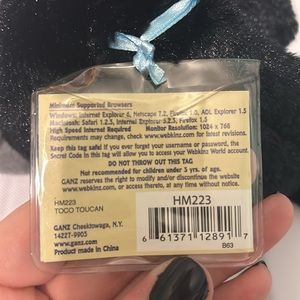 Minimum Supported Browsers
Windows: Internet Explorer 6, Netscape 7.2, Firefox 1.0, AOL Explorer 1.5
Macintosh: Safari 1.2.3, Internet Explorer 5.2.3, Firefox 1.5
High Speed Internet Required Monitor Resolution: 1024 x 768
Requirements may change, check www.webkinz.com for latest revisions.
Keep this tag safe! If you ever forgot your username or password, the
Secret Code in this tag will allow you to access your Webkinz World account.
DO NOT THROW OUT THIS TAG
Not recommended for children under 3 yrs. of age.
GANZ reserves the right to modify and/or discontinue the website
www.webkinz.com, or access thereto, at any time without notice.
HM223
TOCO TOUCAN
GANZ Cheektowaga, N.Y.
14227-9905
www.ganz.com
Product made in China
HM223
6 61371 12891 7
B63